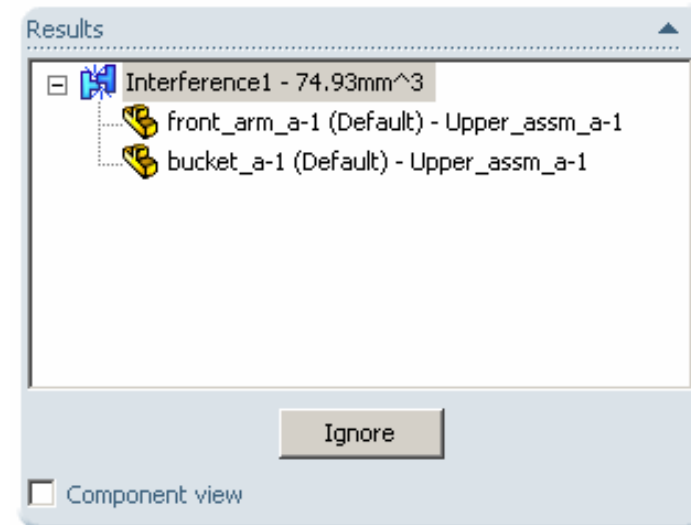 Results
Interference1 - 74.93mm^3
front_arm_a-1 (Default) - Upper_assm_a-1
bucket_a-1 (Default) - Upper_assm_a-1
Ignore
Component view